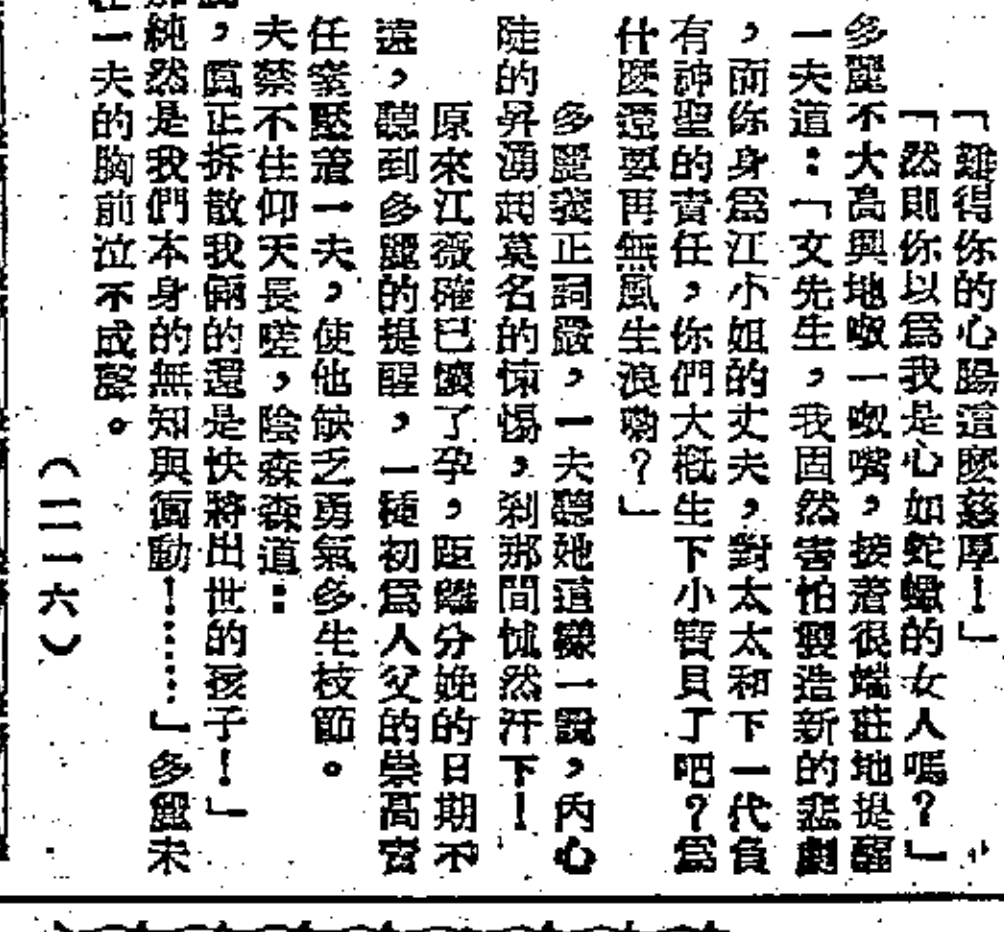 「難得你的心腸這麼慈厚！」
「然則你以爲我是心如蛇蠍的女人嗎？」
多麗不大高興地呶一呶嘴，接着很端莊地提醒
一夫道：「文先生，我固然害怕製造新的悲劇
，而你身爲江小姐的丈夫，對太太和下一代負
有神聖的責任，你們大概生下小寶貝了吧？爲
什麼還要再無風生浪喲？」
多麗義正詞嚴，一夫聽她這樣一說，內心
陡的昇湧起莫名的悚惕，刹那間怵然汗下！
原來江薇確已懷了孕，距離分娩的日期不
遠，聽到多麗的提醒，一種初爲人父的崇高責
任緊壓着一夫，使他缺乏勇氣多生枝節。
夫禁不住仰天長嗟，陰森森道：
，眞正拆散我倆的還是快將出世的孩子！」
純然是我們本身的無知與衝動！……」多麗未
一夫的胸前泣不成聲。
（二一六）